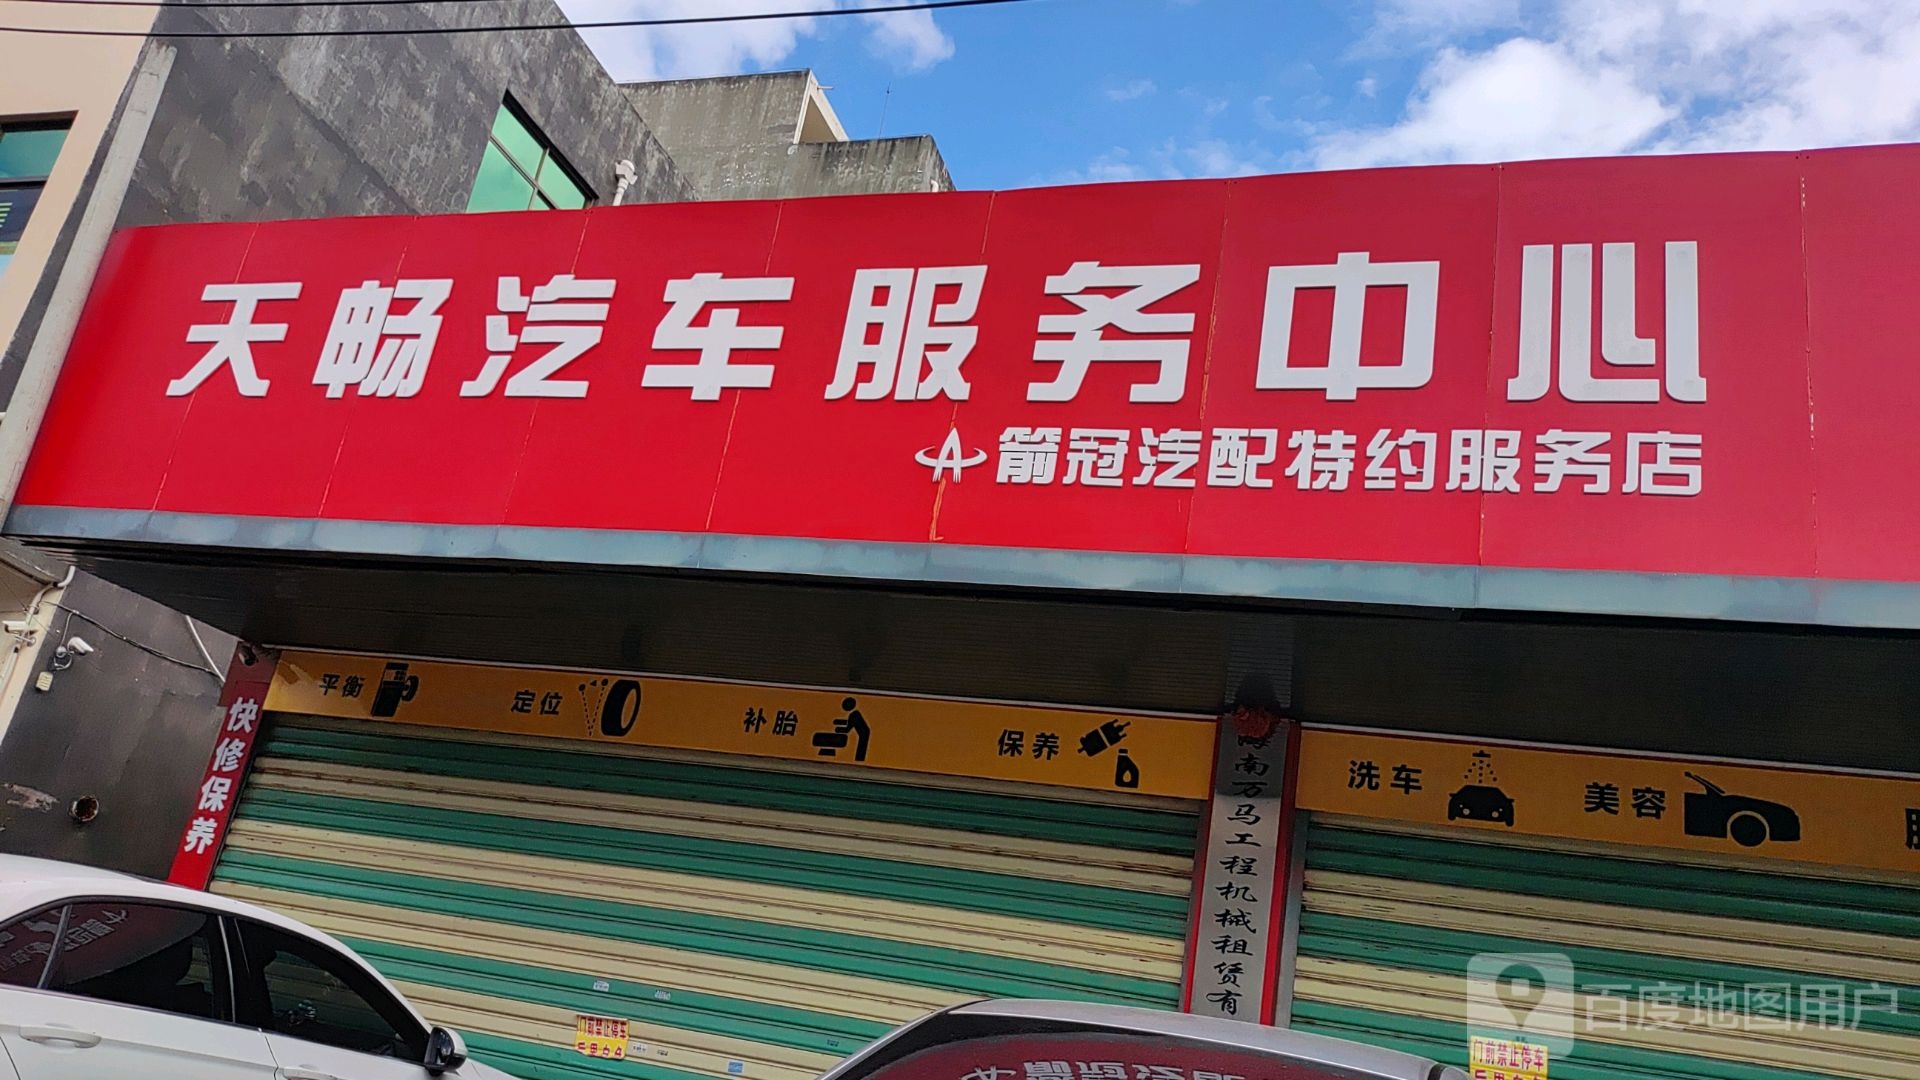 天畅汽车服务中心
箭冠汽配特约服务店
平衡
定位
补胎
保养
洗车
美容
快修保养
海南万马工程机械租赁有
门前禁止停车
门前禁止停车
百度地图用户